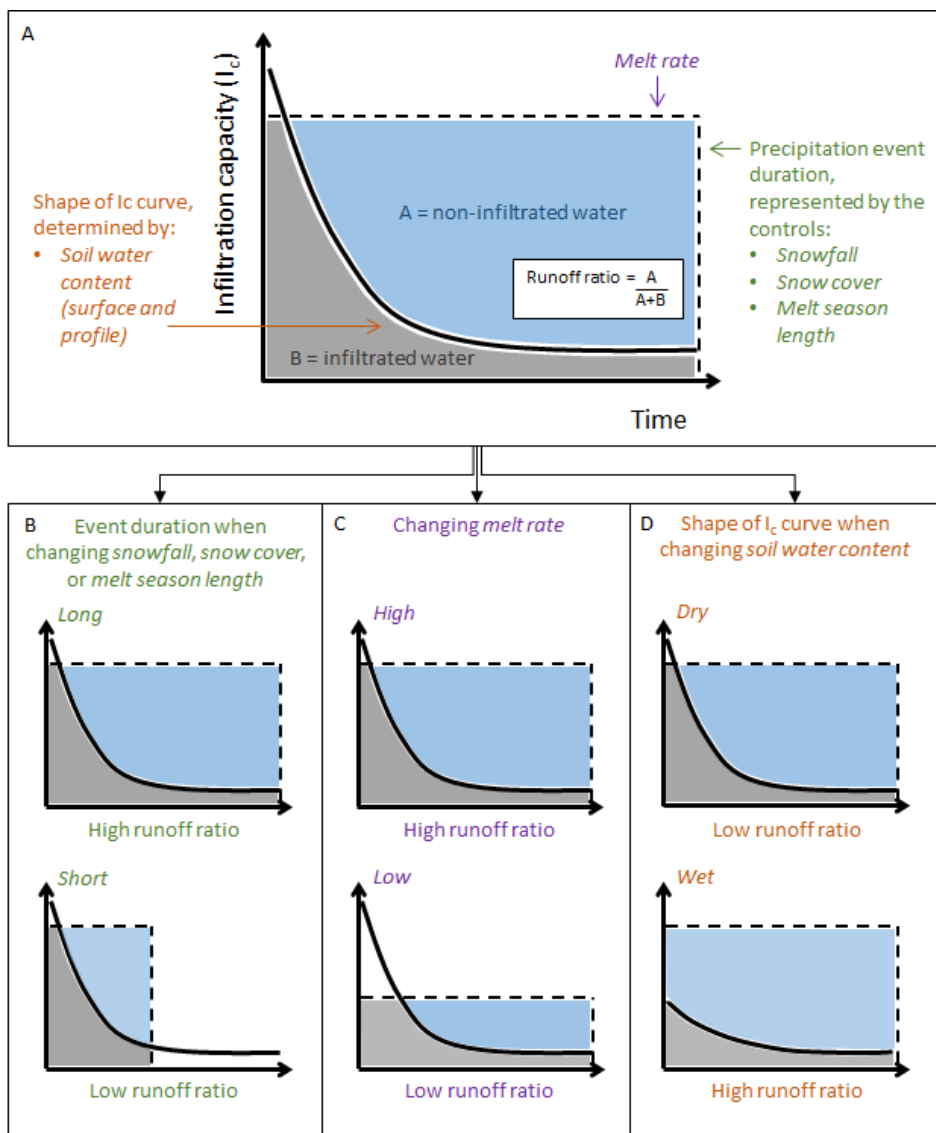 A
Infiltration capacity (Ic)
Melt rate
Precipitation event
duration,
represented by the
controls:
• Snowfall
• Snow cover
• Melt season
length
Shape of Ic curve,
determined by:
• Soil water
content
(surface and
profile)
A = non-infiltrated water
Runoff ratio = A
A+B
B = infiltrated water
Time
B
Event duration when
changing snowfall, snow cover,
or melt season length
Long
High runoff ratio
Short
Low runoff ratio
C
Changing melt rate
High
High runoff ratio
Low
Low runoff ratio
D
Shape of Ic curve when
changing soil water content
Dry
Low runoff ratio
Wet
High runoff ratio